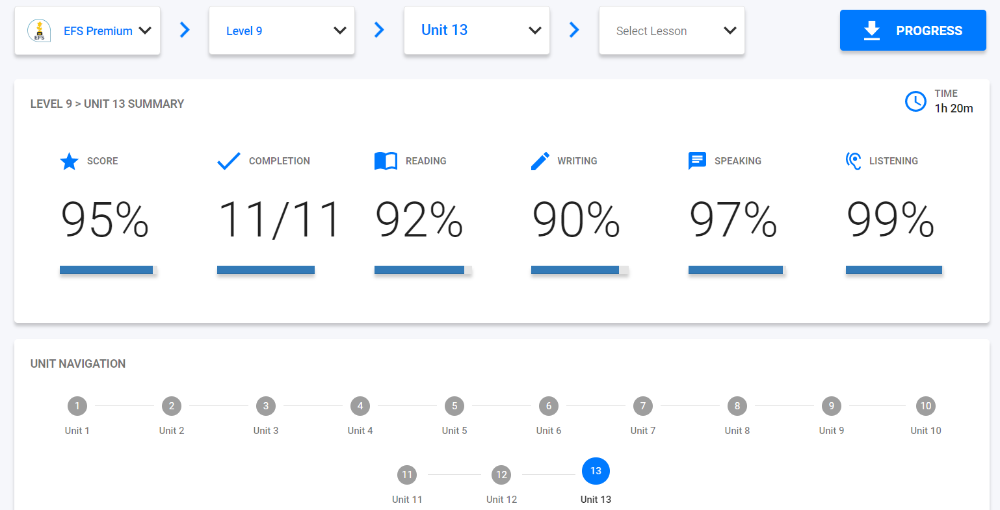 EFS
EFS Premium
Level 9
Unit 13
Select Lesson
PROGRESS
LEVEL 9 > UNIT 13 SUMMARY
TIME
1h 20m
SCORE
COMPLETION
READING
WRITING
SPEAKING
LISTENING
95%
11/11
92%
90%
97%
99%
UNIT NAVIGATION
1
2
3
4
5
6
7
8
9
10
Unit 1
Unit 2
Unit 3
Unit 4
Unit 5
Unit 6
Unit 7
Unit 8
Unit 9
Unit 10
11
12
13
Unit 11
Unit 12
Unit 13